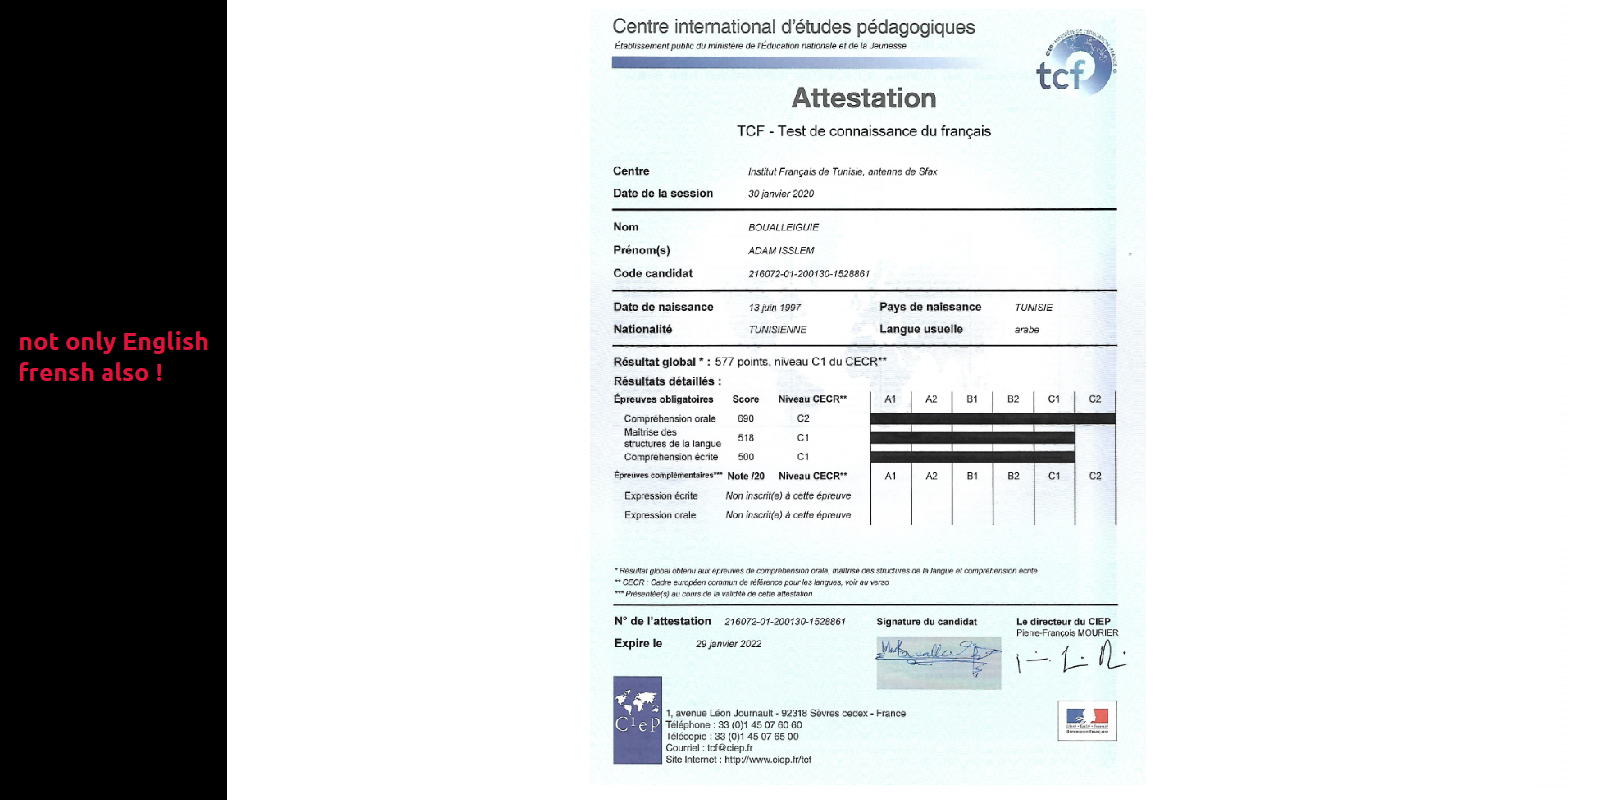 not only English
frensh also !
Centre international d'études pédagogiques
Établissement public du ministère de l'Éducation nationale et de la Jeunesse
tcf
Attestation
TCF - Test de connaissance du français
Centre Institut Français de Tunisie, antenne de Sfax
Date de la session 30 janvier 2020
Nom BOUALLEIGUIE
Prénom(s) ADAM ISSLEM
Code candidat 216072-01-200130-1528861
Date de naissance 13 juin 1997 Pays de naissance TUNISIE
Nationalité TUNISIENNE Langue usuelle arabe
Résultat global * : 577 points, niveau C1 du CECR**
Résultats détaillés :
Épreuves obligatoires Score Niveau CECR** A1 A2 B1 B2 C1 C2
Compréhension orale 690 C2
Maîtrise des
structures de la langue 518 C1
Compréhension écrite 500 C1
Épreuves complémentaires*** Note /20 Niveau CECR** A1 A2 B1 B2 C1 C2
Expression écrite Non inscrit(e) à cette épreuve
Expression orale Non inscrit(e) à cette épreuve
* Résultat global obtenu aux épreuves de compréhension orale, maîtrise des structures de la langue et compréhension écrite
** CECR : Cadre européen commun de référence pour les langues, voir au verso
*** Présentée(s) au cours de la validité de cette attestation
N° de l'attestation 216072-01-200130-1528861 Signature du candidat Le directeur du CIEP
Pierre-François MOURIER
Expire le 29 janvier 2022
CIEP
1, avenue Léon Journault - 92318 Sèvres cedex - France
Téléphone : 33 (0)1 45 07 60 60
Télécopie : 33 (0)1 45 07 65 00
Courriel : tcf@ciep.fr
Site Internet : http://www.ciep.fr/tcf